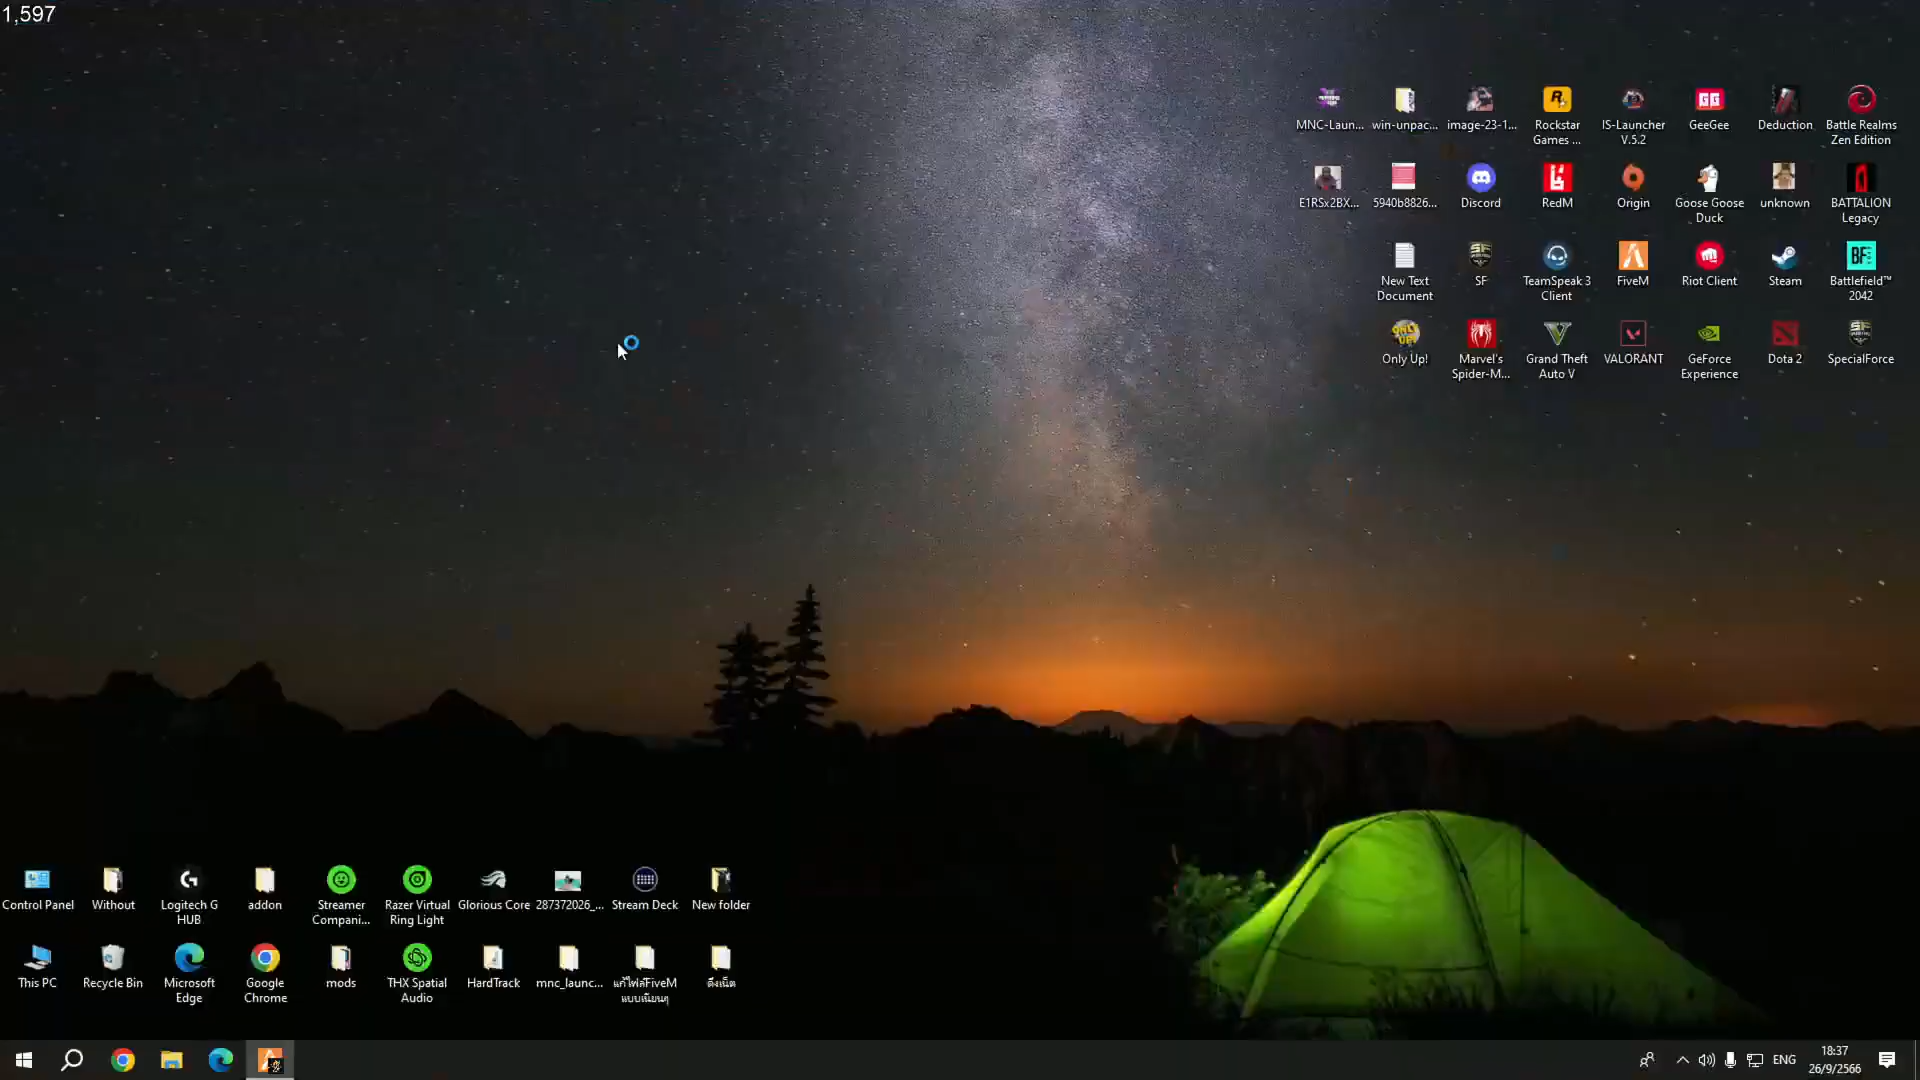 1,597
MNC-Laun...
win-unpac...
image-23-1...
Rockstar
Games ...
IS-Launcher
V.5.2
GeeGee
Deduction
Battle Realms
Zen Edition
E1RSx2BX...
5940b8826...
Discord
RedM
Origin
Goose Goose
Duck
unknown
BATTALION
Legacy
New Text
Document
SF
TeamSpeak 3
Client
FiveM
Riot Client
Steam
Battlefield™
2042
Only Up!
Marvel's
Spider-M...
Grand Theft
Auto V
VALORANT
GeForce
Experience
Dota 2
SpecialForce
Control Panel
Without
Logitech G
HUB
addon
Streamer
Compani...
Razer Virtual
Ring Light
Glorious Core
287372026_...
Stream Deck
New folder
This PC
Recycle Bin
Microsoft
Edge
Google
Chrome
mods
THX Spatial
Audio
HardTrack
mnc_launc...
แก้ไฟล์FiveM
แบบเนียนๆ
ดึงเน็ต
ENG
18:37
26/9/2566